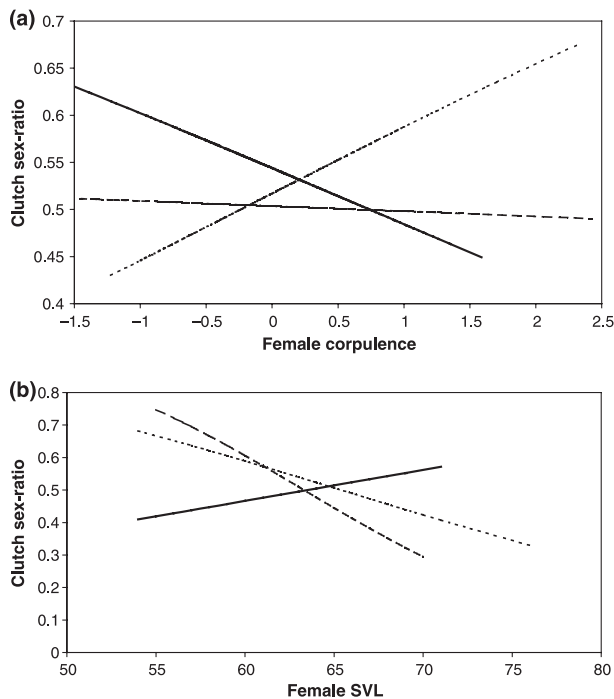 (a)
0.7
0.65
0.6
0.55
0.5
0.45
0.4
Clutch sex-ratio
–1.5 –1 –0.5 0 0.5 1 1.5 2 2.5
Female corpulence
(b)
0.8
0.7
0.6
0.5
0.4
0.3
0.2
0.1
0
Clutch sex-ratio
50 55 60 65 70 75 80
Female SVL